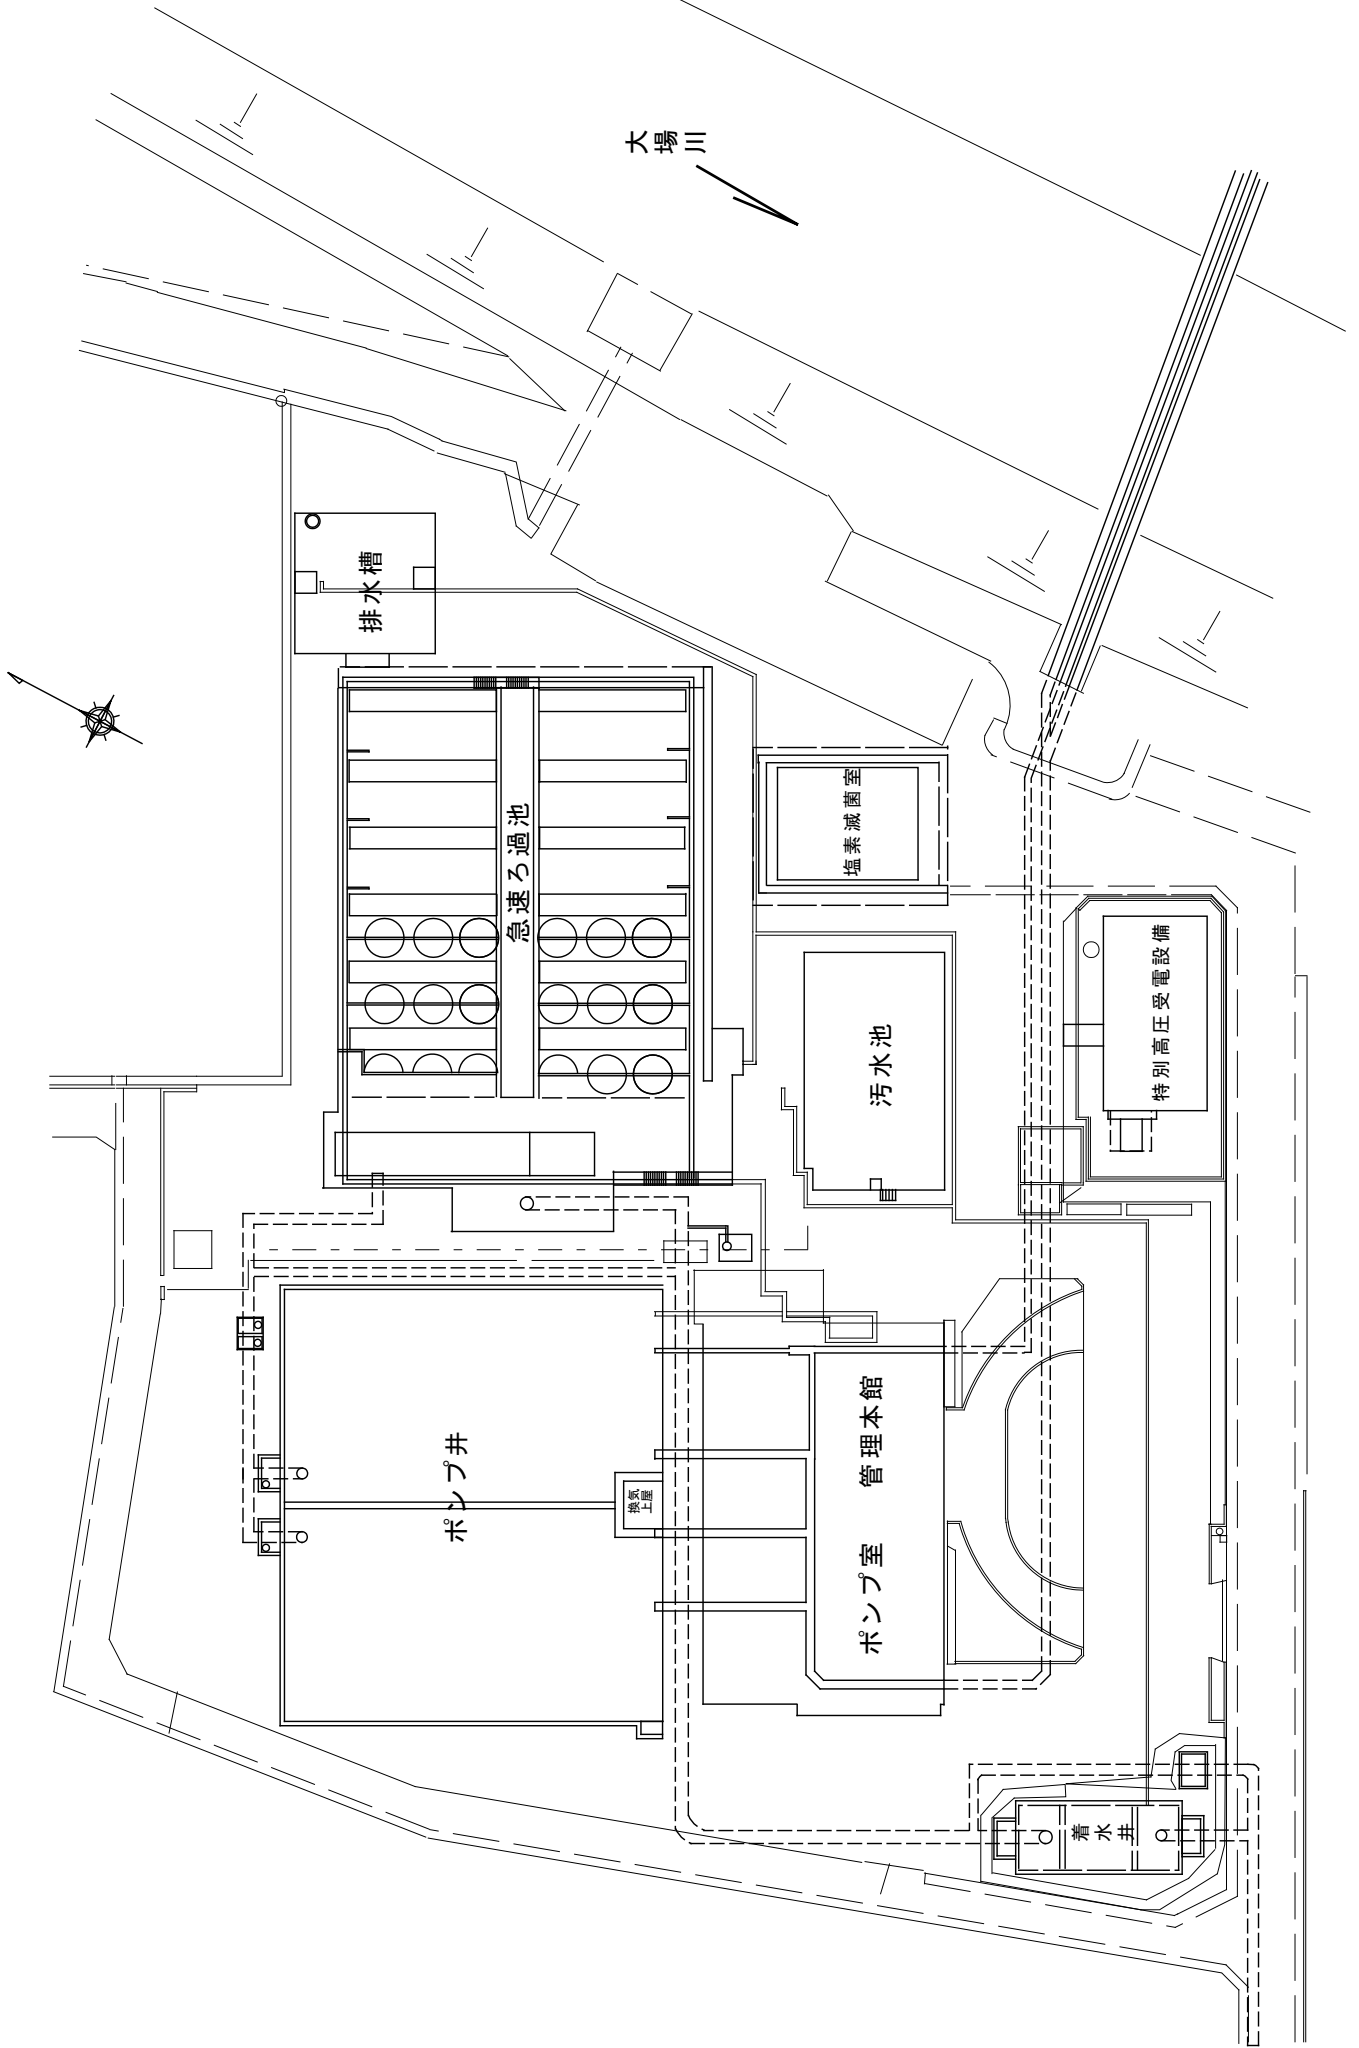 大場川
排水槽
急速ろ過池
塩素滅菌室
汚水池
特別高圧受電設備
ポンプ井
換気
上屋
ポンプ室 管理本館
着水井